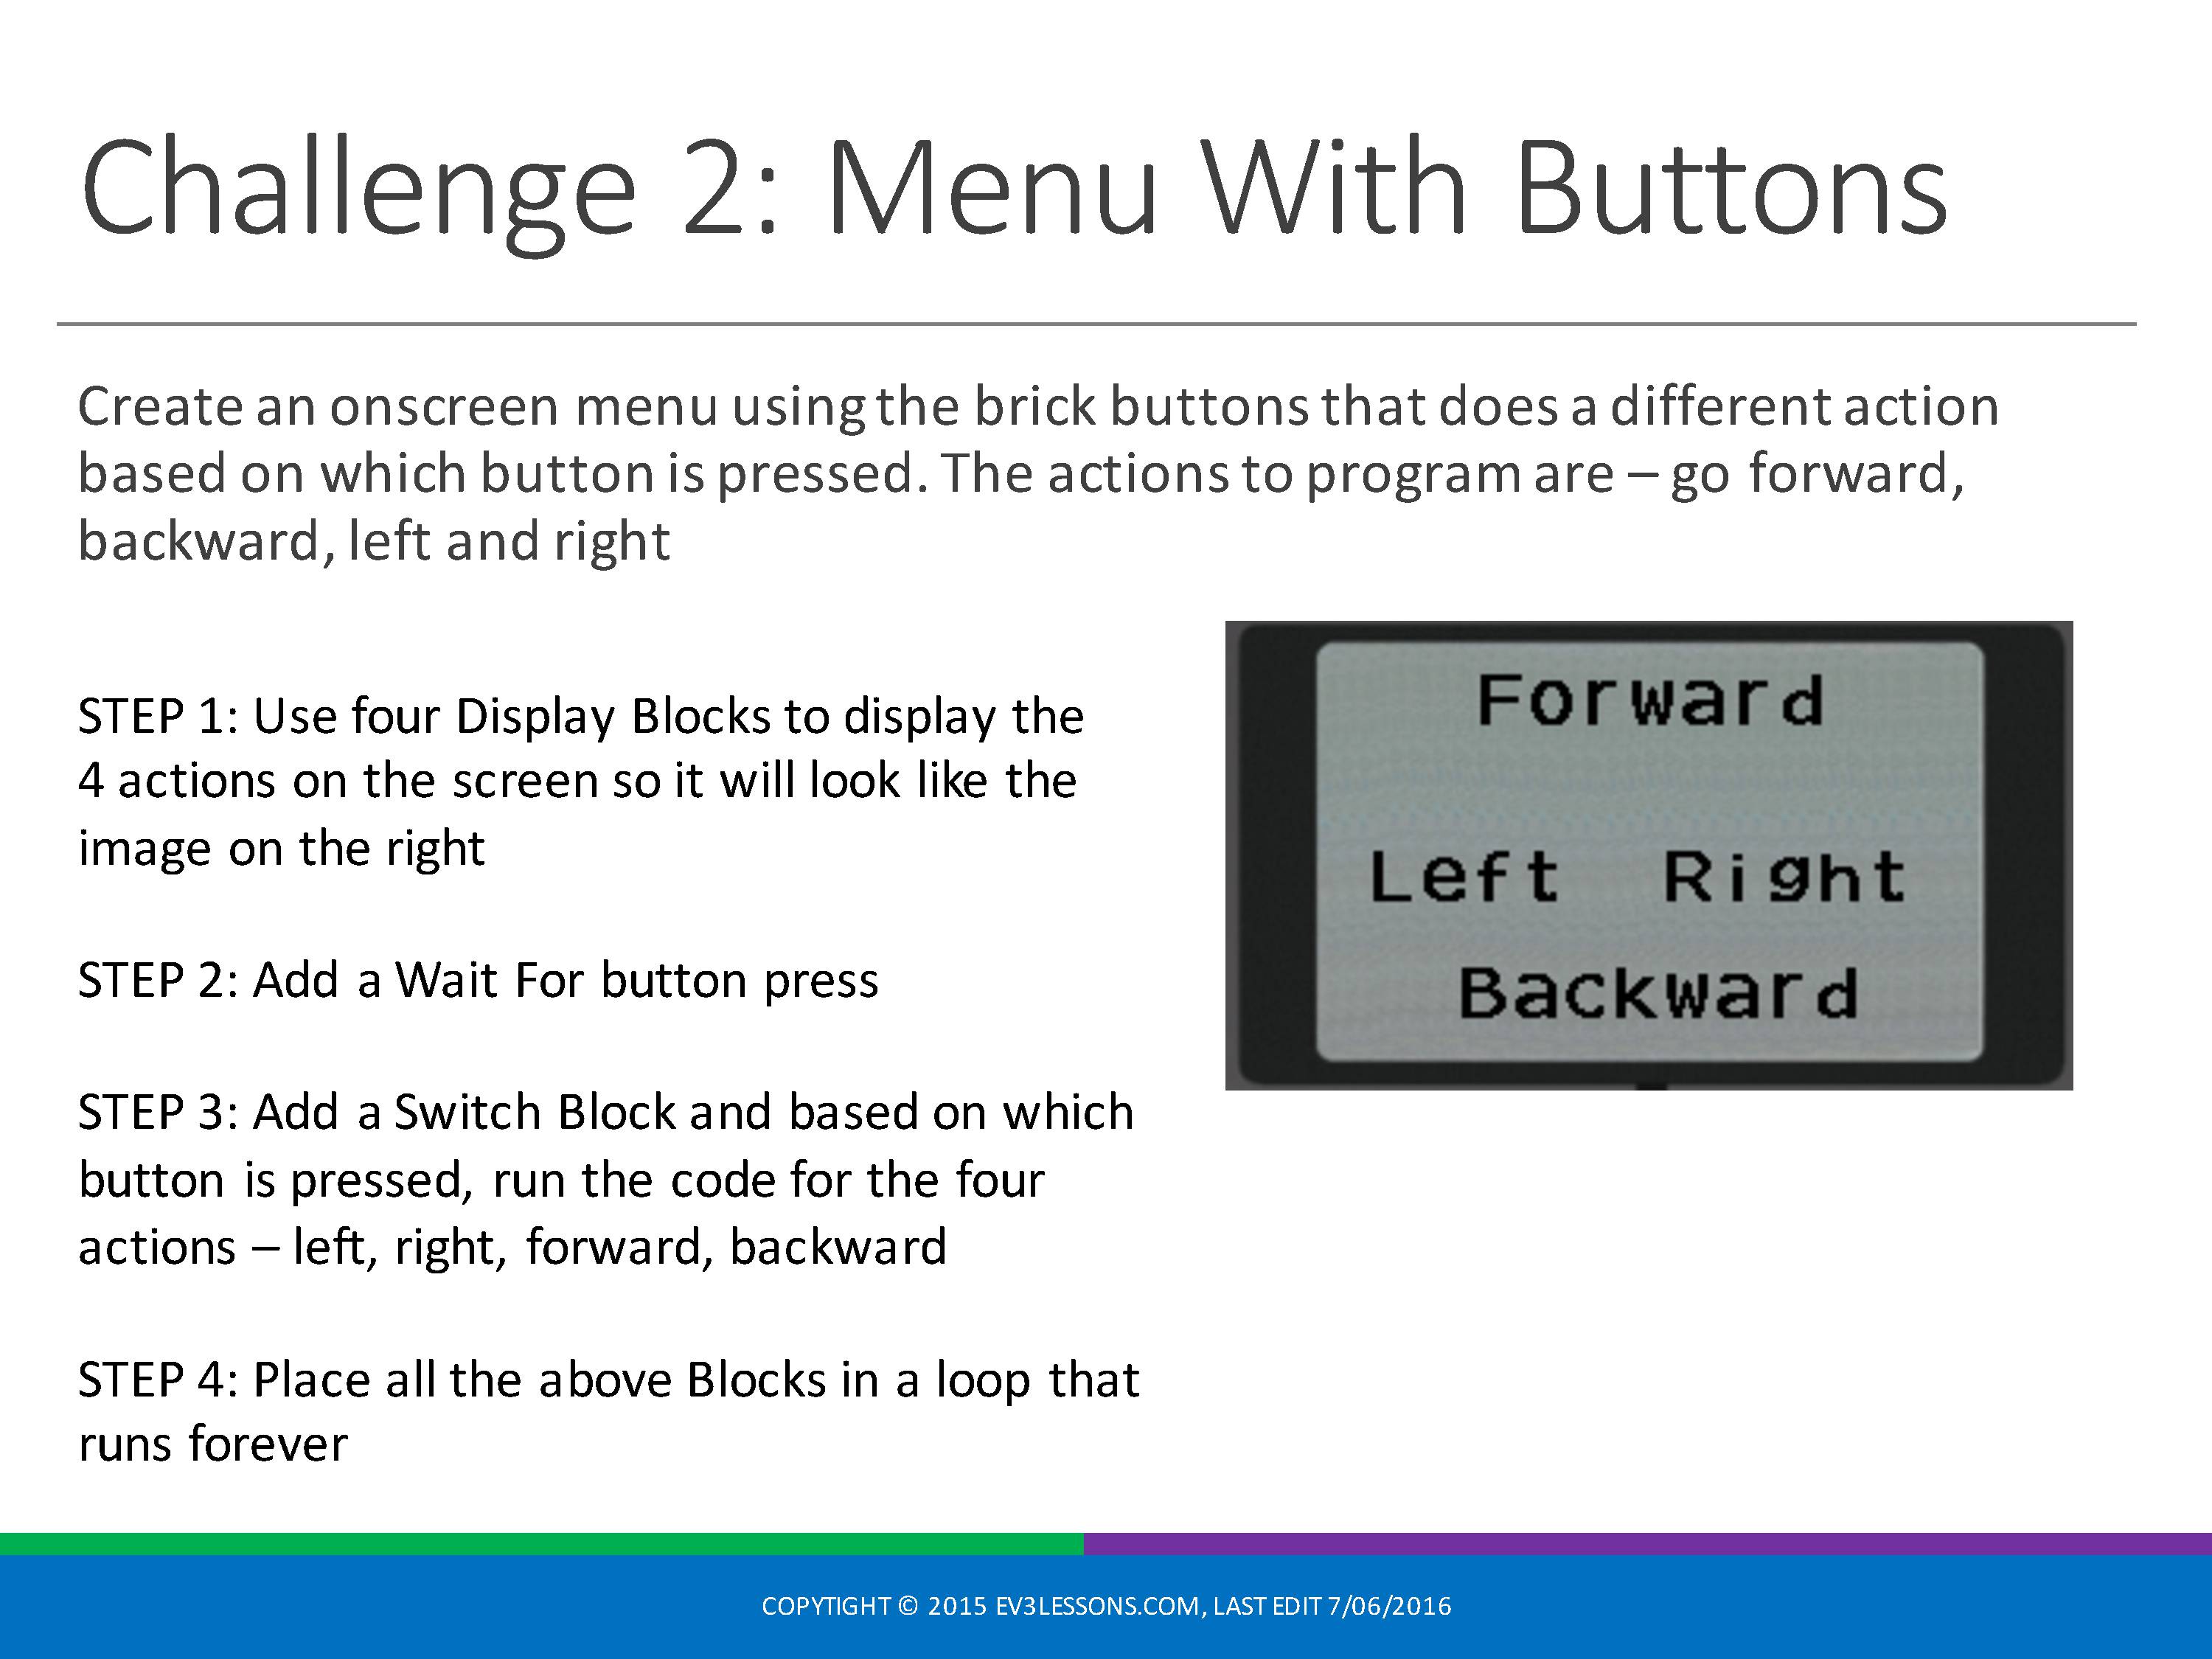 Challenge 2: Menu With Buttons
Create an onscreen menu using the brick buttons that does a different action
based on which button is pressed. The actions to program are – go forward,
backward, left and right
STEP 1: Use four Display Blocks to display the
4 actions on the screen so it will look like the
image on the right
STEP 2: Add a Wait For button press
STEP 3: Add a Switch Block and based on which
button is pressed, run the code for the four
actions – left, right, forward, backward
STEP 4: Place all the above Blocks in a loop that
runs forever
Forward
Left Right
Backward
COPYTIGHT © 2015 EV3LESSONS.COM, LAST EDIT 7/06/2016